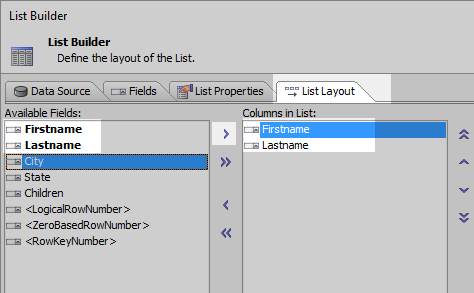 List Builder
List Builder
Define the layout of the List.
Data Source Fields List Properties List Layout
Available Fields:
Firstname
Lastname
City
State
Children
<LogicalRowNumber>
<ZeroBasedRowNumber>
<RowKeyNumber>
Columns in List:
Firstname
Lastname